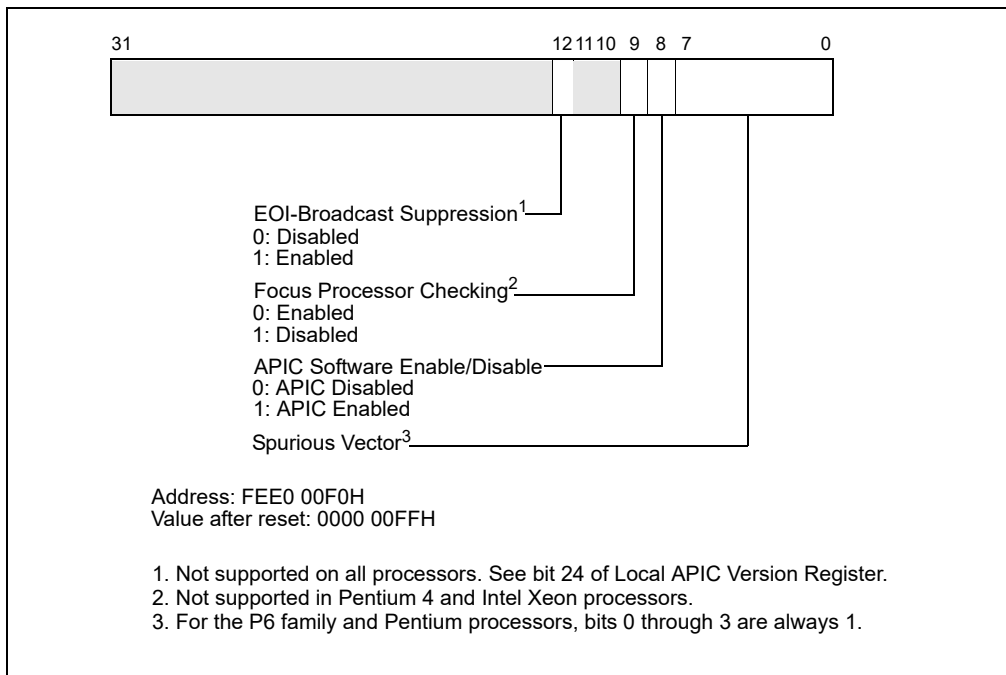 31 12 11 10 9 8 7 0
EOI-Broadcast Suppression1
0: Disabled
1: Enabled
Focus Processor Checking2
0: Enabled
1: Disabled
APIC Software Enable/Disable
0: APIC Disabled
1: APIC Enabled
Spurious Vector3
Address: FEE0 00F0H
Value after reset: 0000 00FFH
1. Not supported on all processors. See bit 24 of Local APIC Version Register.
2. Not supported in Pentium 4 and Intel Xeon processors.
3. For the P6 family and Pentium processors, bits 0 through 3 are always 1.